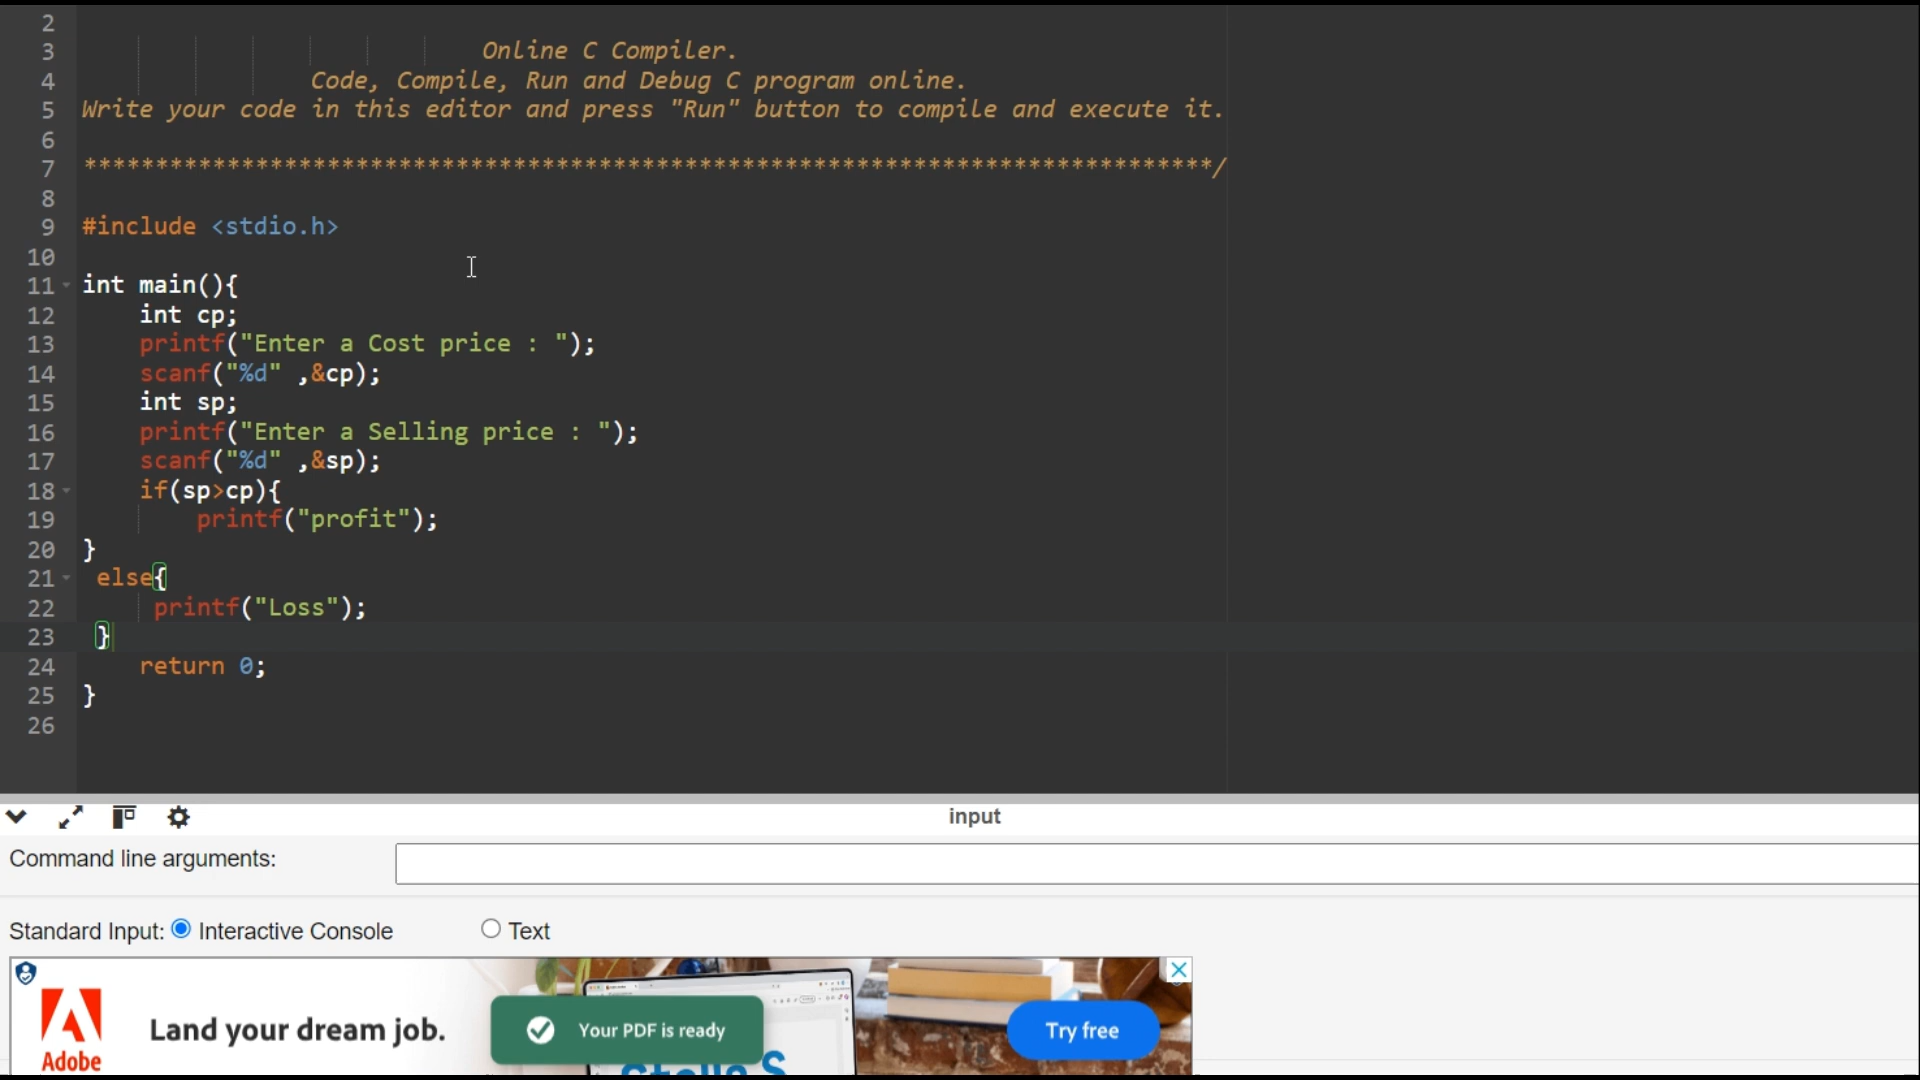 2
3 Online C Compiler.
4 Code, Compile, Run and Debug C program online.
5 Write your code in this editor and press "Run" button to compile and execute it.
6
7 *******************************************************************************/
8
9 #include <stdio.h>
10
11 int main(){
12 int cp;
13 printf("Enter a Cost price : ");
14 scanf("%d" ,&cp);
15 int sp;
16 printf("Enter a Selling price : ");
17 scanf("%d" ,&sp);
18 if(sp>cp){
19 printf("profit");
20 }
21 else{
22 printf("Loss");
23 }
24 return 0;
25 }
26
input
Command line arguments:
Standard Input: Interactive Console Text
Adobe
Land your dream job.
Your PDF is ready
Try free